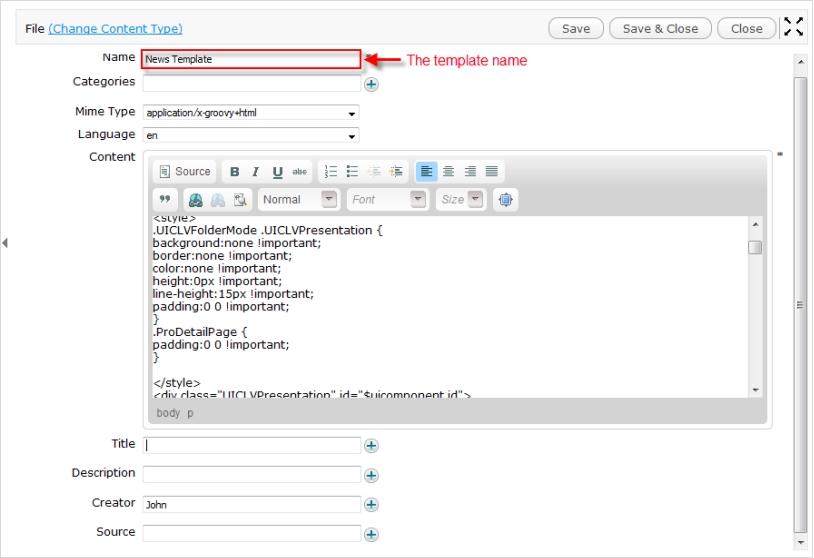 File (Change Content Type) Save Save & Close Close
Name News Template The template name
Categories
Mime Type application/x-groovy+html
Language en
Content
Source B I U abc
Normal Font Size
<style>
.UICLVFolderMode .UICLVPresentation {
background:none !important;
border:none !important;
color:none !important;
height:0px !important;
line-height:15px !important;
padding:0 0 !important;
}
.ProDetailPage {
padding:0 0 !important;
}
</style>
<div class="UICLVPresentation" id="$uicomponent.id">
body p
Title
Description
Creator John
Source